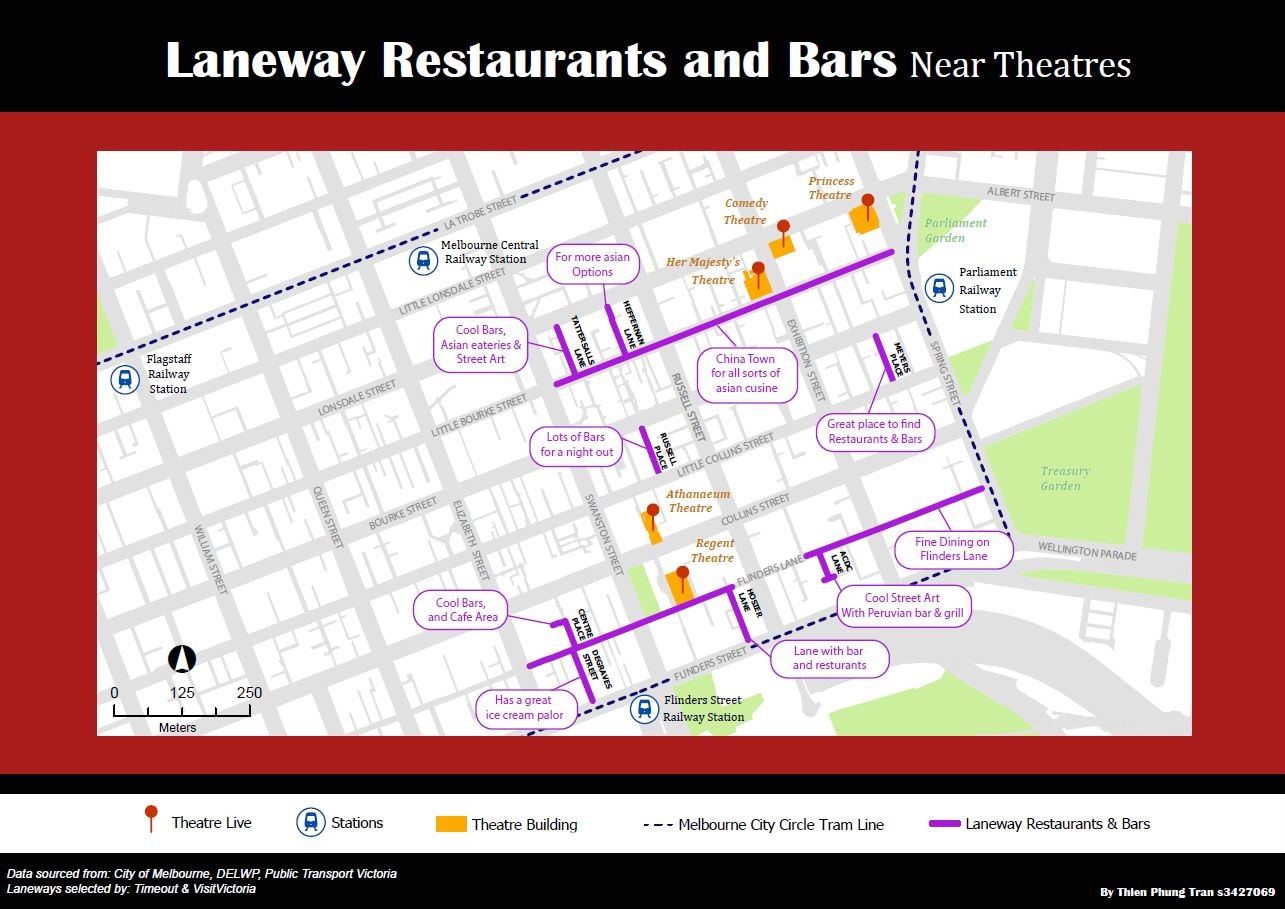 Laneway Restaurants and Bars Near Theatres
Princess
Theatre
Comedy
Theatre
Her Majesty's
Theatre
ALBERT STREET
Parliament
Garden
LA TROBE STREET
Melbourne Central
Railway Station
For more asian
Options
LITTLE LONSDALE STREET
Parliament
Railway
Station
HEFFERNAN
LANE
TATTERSALLS
LANE
Cool Bars,
Asian eateries &
Street Art
EXHIBITION STREET
MEYERS
PLACE
SPRING STREET
China Town
for all sorts of
asian cusine
Flagstaff
Railway
Station
LONSDALE STREET
LITTLE BOURKE STREET
RUSSELL STREET
Great place to find
Restaurants & Bars
Lots of Bars
for a night out
RUSSELL
PLACE
LITTLE COLLINS STREET
Treasury
Garden
Athanaeum
Theatre
QUEEN STREET
BOURKE STREET
ELIZABETH STREET
SWANSTON STREET
COLLINS STREET
WILLIAM STREET
Regent
Theatre
Fine Dining on
Flinders Lane
WELLINGTON PARADE
FLINDERS LANE
ACDC
LANE
HOSIER
LANE
Cool Street Art
With Peruvian bar & grill
Cool Bars,
and Cafe Area
CENTRE
PLACE
DEGRAVES
STREET
FLINDERS STREET
Lane with bar
and resturants
Has a great
ice cream palor
Flinders Street
Railway Station
0 125 250
Meters
Theatre Live
Stations
Theatre Building
Melbourne City Circle Tram Line
Laneway Restaurants & Bars
Data sourced from: City of Melbourne, DELWP, Public Transport Victoria
Laneways selected by: Timeout & VisitVictoria
By Thien Phung Tran s3427069